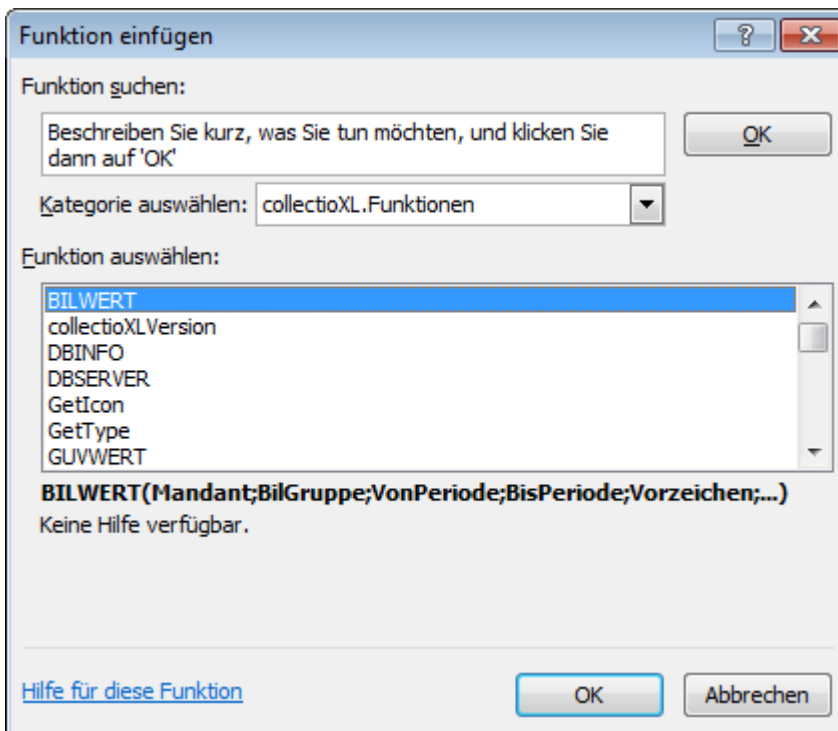 Funktion einfügen
Funktion suchen:
Beschreiben Sie kurz, was Sie tun möchten, und klicken Sie
dann auf 'OK'
OK
Kategorie auswählen: collectioXL.Funktionen
Funktion auswählen:
BILWERT
collectioXLVersion
DBINFO
DBSERVER
GetIcon
GetType
GUVWERT
BILWERT(Mandant;BilGruppe;VonPeriode;BisPeriode;Vorzeichen;...)
Keine Hilfe verfügbar.
Hilfe für diese Funktion
OK
Abbrechen